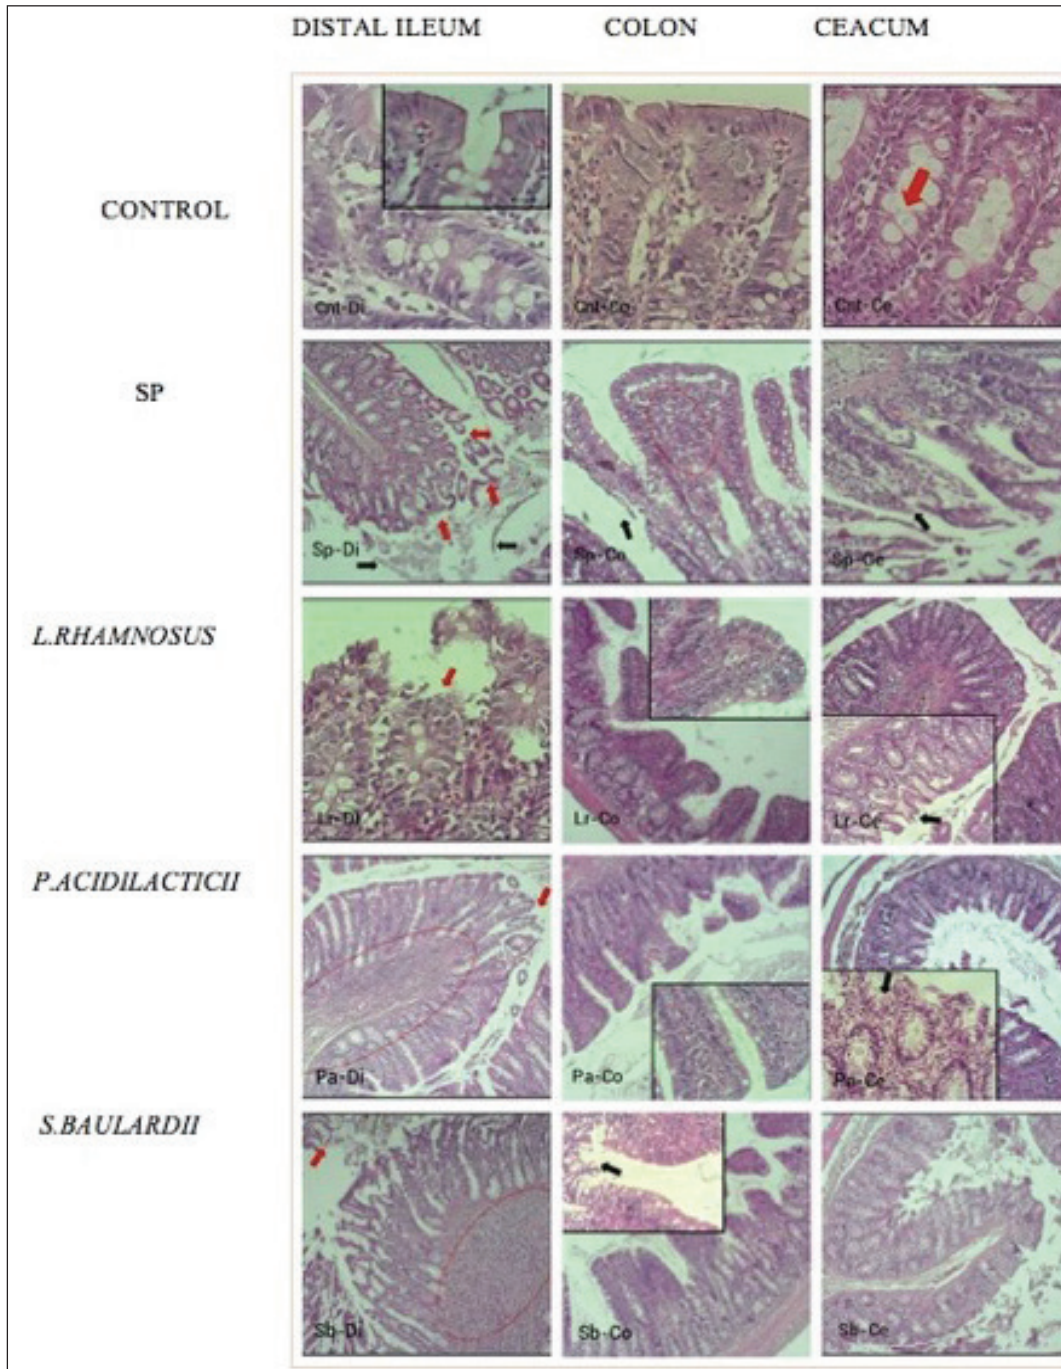 DISTAL ILEUM COLON CEACUM
CONTROL
Cnt-Di Cnt-Co Cnt-Ce
SP
Sp-Di Sp-Co Sp-Ce
L.RHAMNOSUS
Lr-Di Lr-Co Lr-Ce
P.ACIDILACTICII
Pa-Di Pa-Co Pa-Ce
S.BAULARDII
Sb-Di Sb-Co Sb-Ce